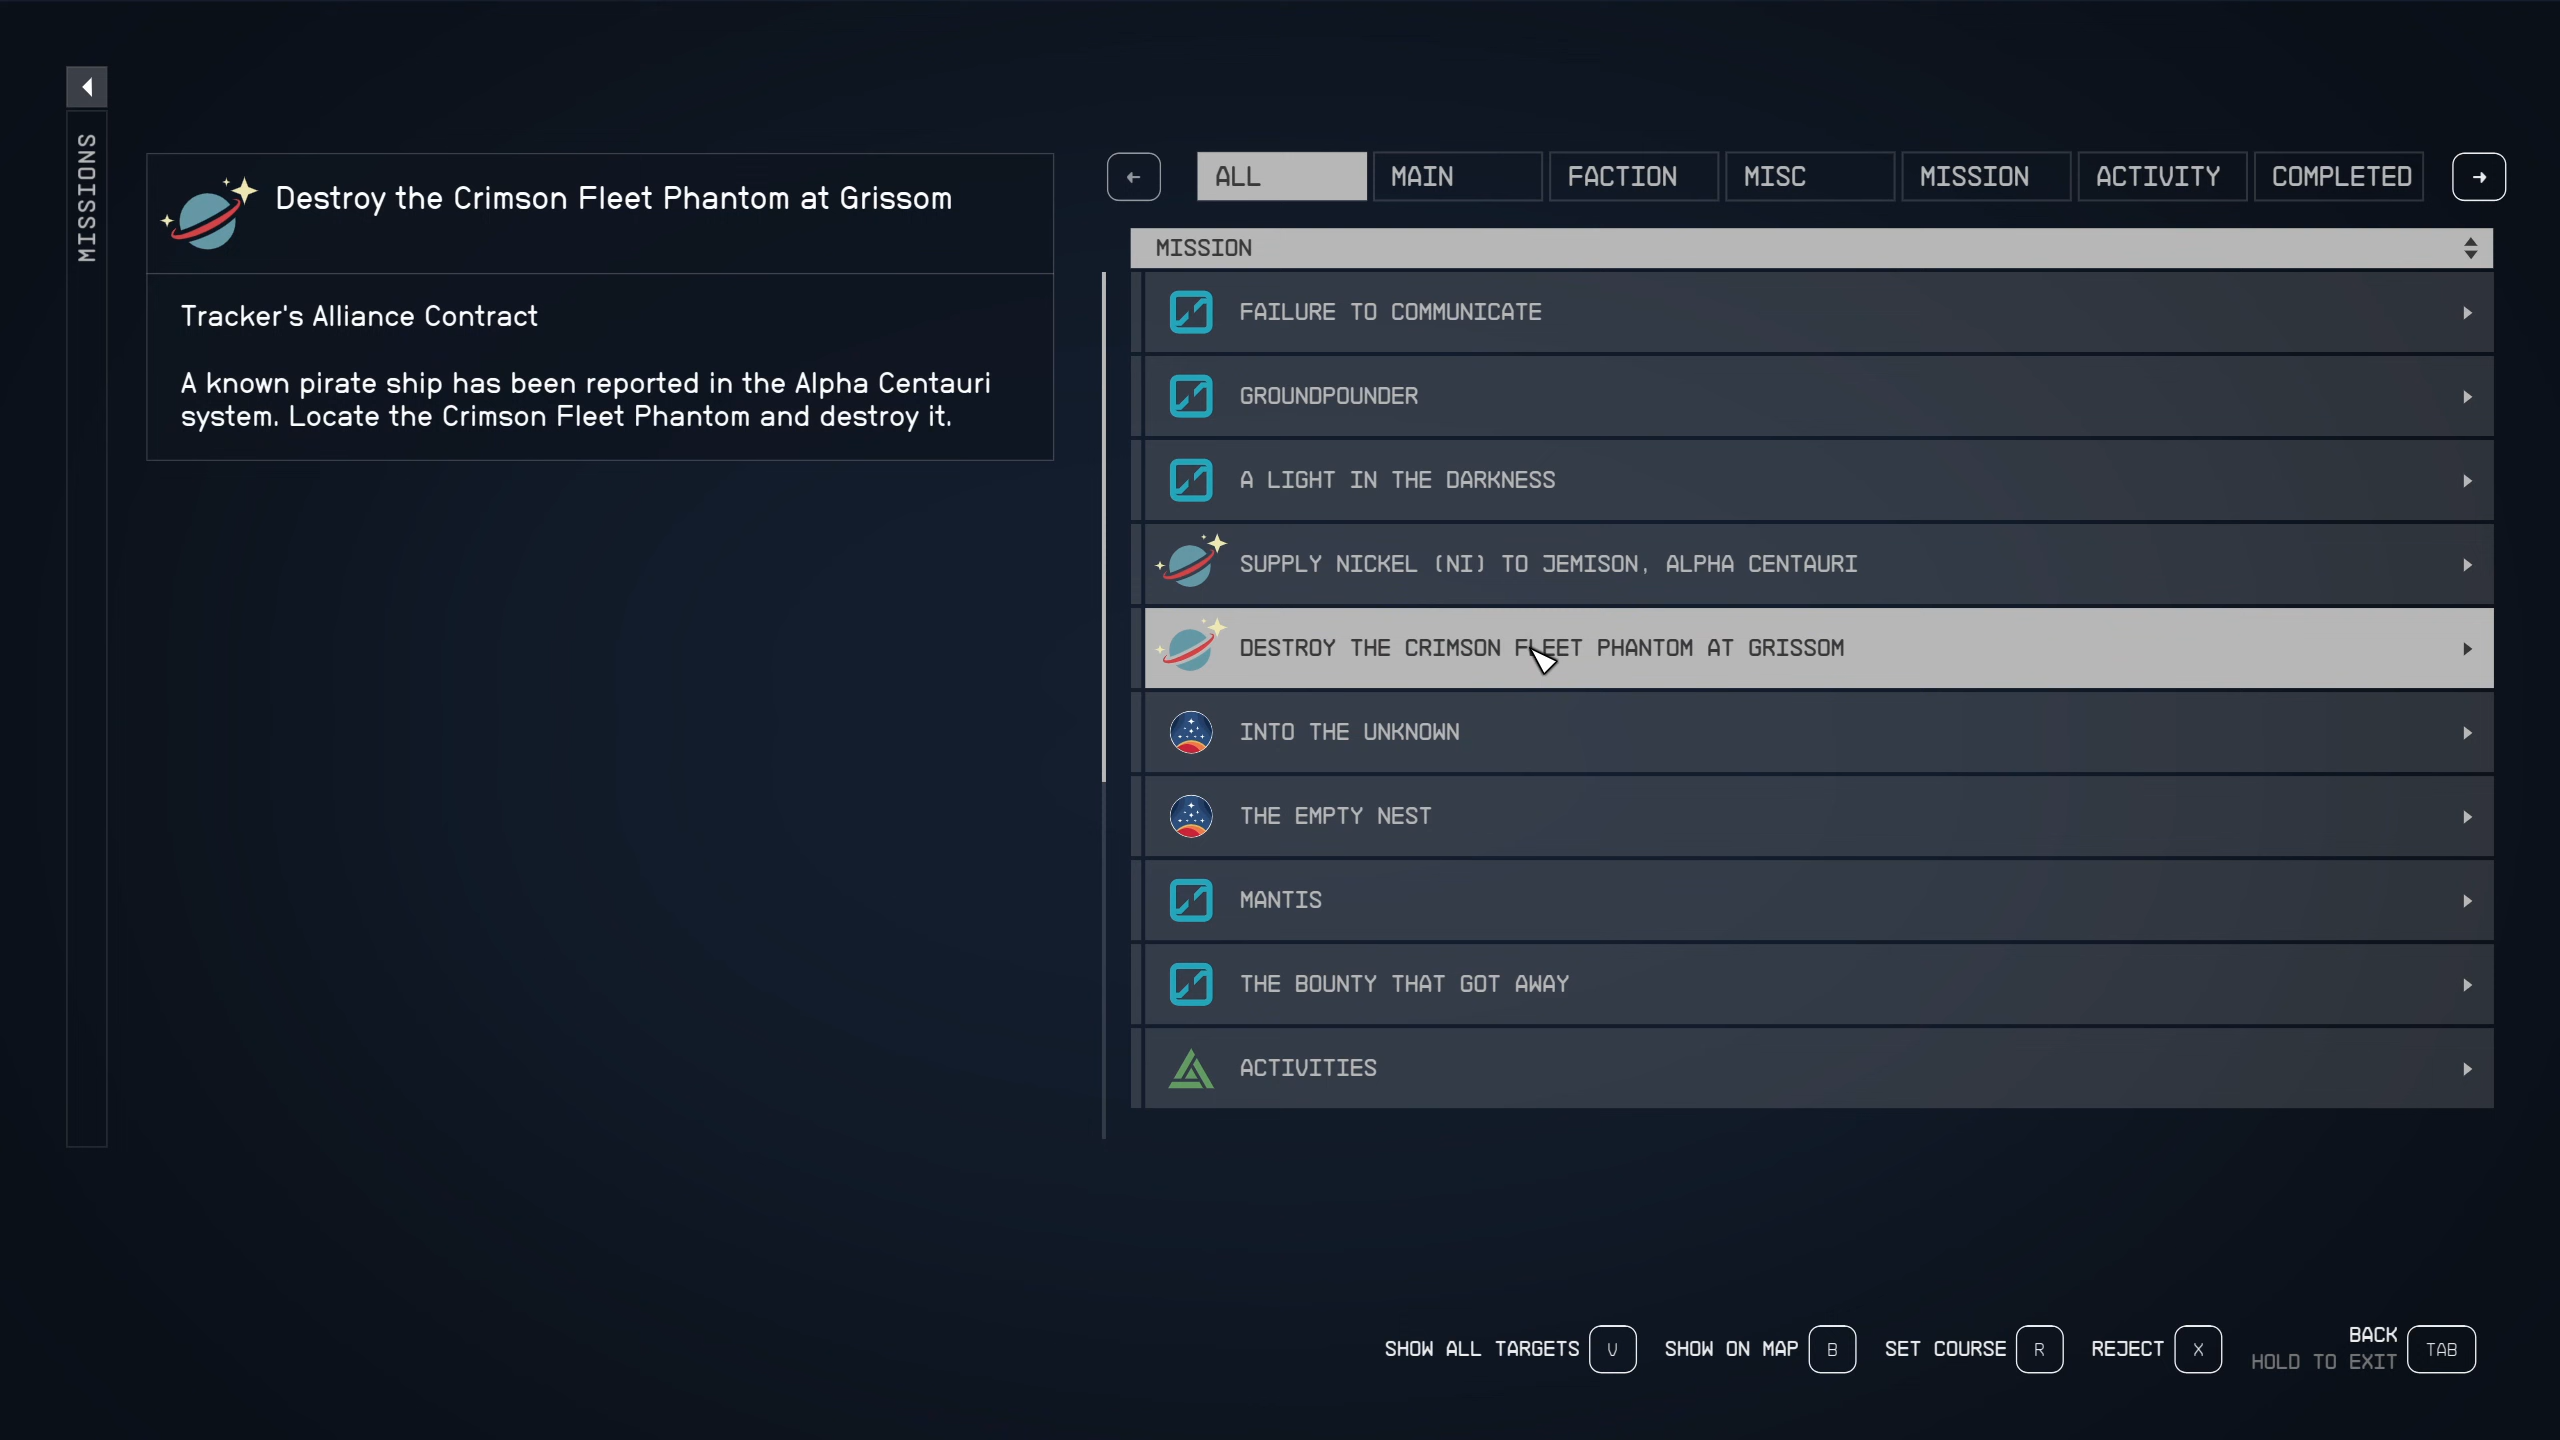 MISSIONS
Destroy the Crimson Fleet Phantom at Grissom
Tracker's Alliance Contract
A known pirate ship has been reported in the Alpha Centauri
system. Locate the Crimson Fleet Phantom and destroy it.
ALL MAIN FACTION MISC MISSION ACTIVITY COMPLETED
MISSION
FAILURE TO COMMUNICATE
GROUNDPOUNDER
A LIGHT IN THE DARKNESS
SUPPLY NICKEL (NI) TO JEMISON, ALPHA CENTAURI
DESTROY THE CRIMSON FLEET PHANTOM AT GRISSOM
INTO THE UNKNOWN
THE EMPTY NEST
MANTIS
THE BOUNTY THAT GOT AWAY
ACTIVITIES
SHOW ALL TARGETS V SHOW ON MAP B SET COURSE R REJECT X BACK TAB
HOLD TO EXIT